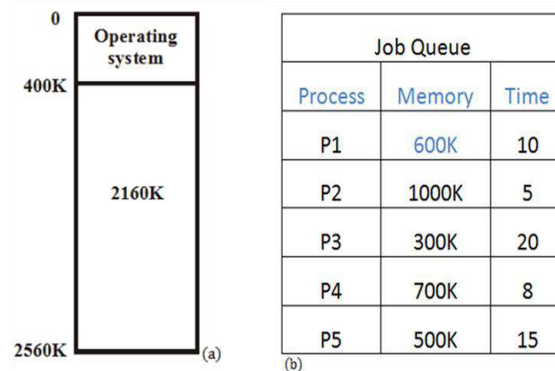 0
Operating
system
400K
2160K
2560K
(a)
Job Queue
Process Memory Time
P1 600K 10
P2 1000K 5
P3 300K 20
P4 700K 8
P5 500K 15
(b)